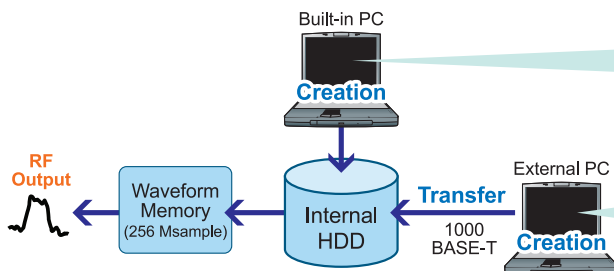 Built-in PC
Creation
RF
Output
Waveform
Memory
(256 Msample)
Internal
HDD
Transfer
1000
BASE-T
External PC
Creation